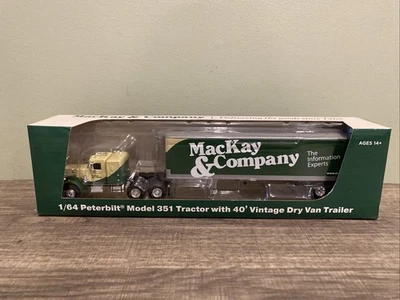 MacKay & Company
MacKay
& Company
The
Information
Experts
AGES 14+
1/64 Peterbilt® Model 351 Tractor with 40' Vintage Dry Van Trailer